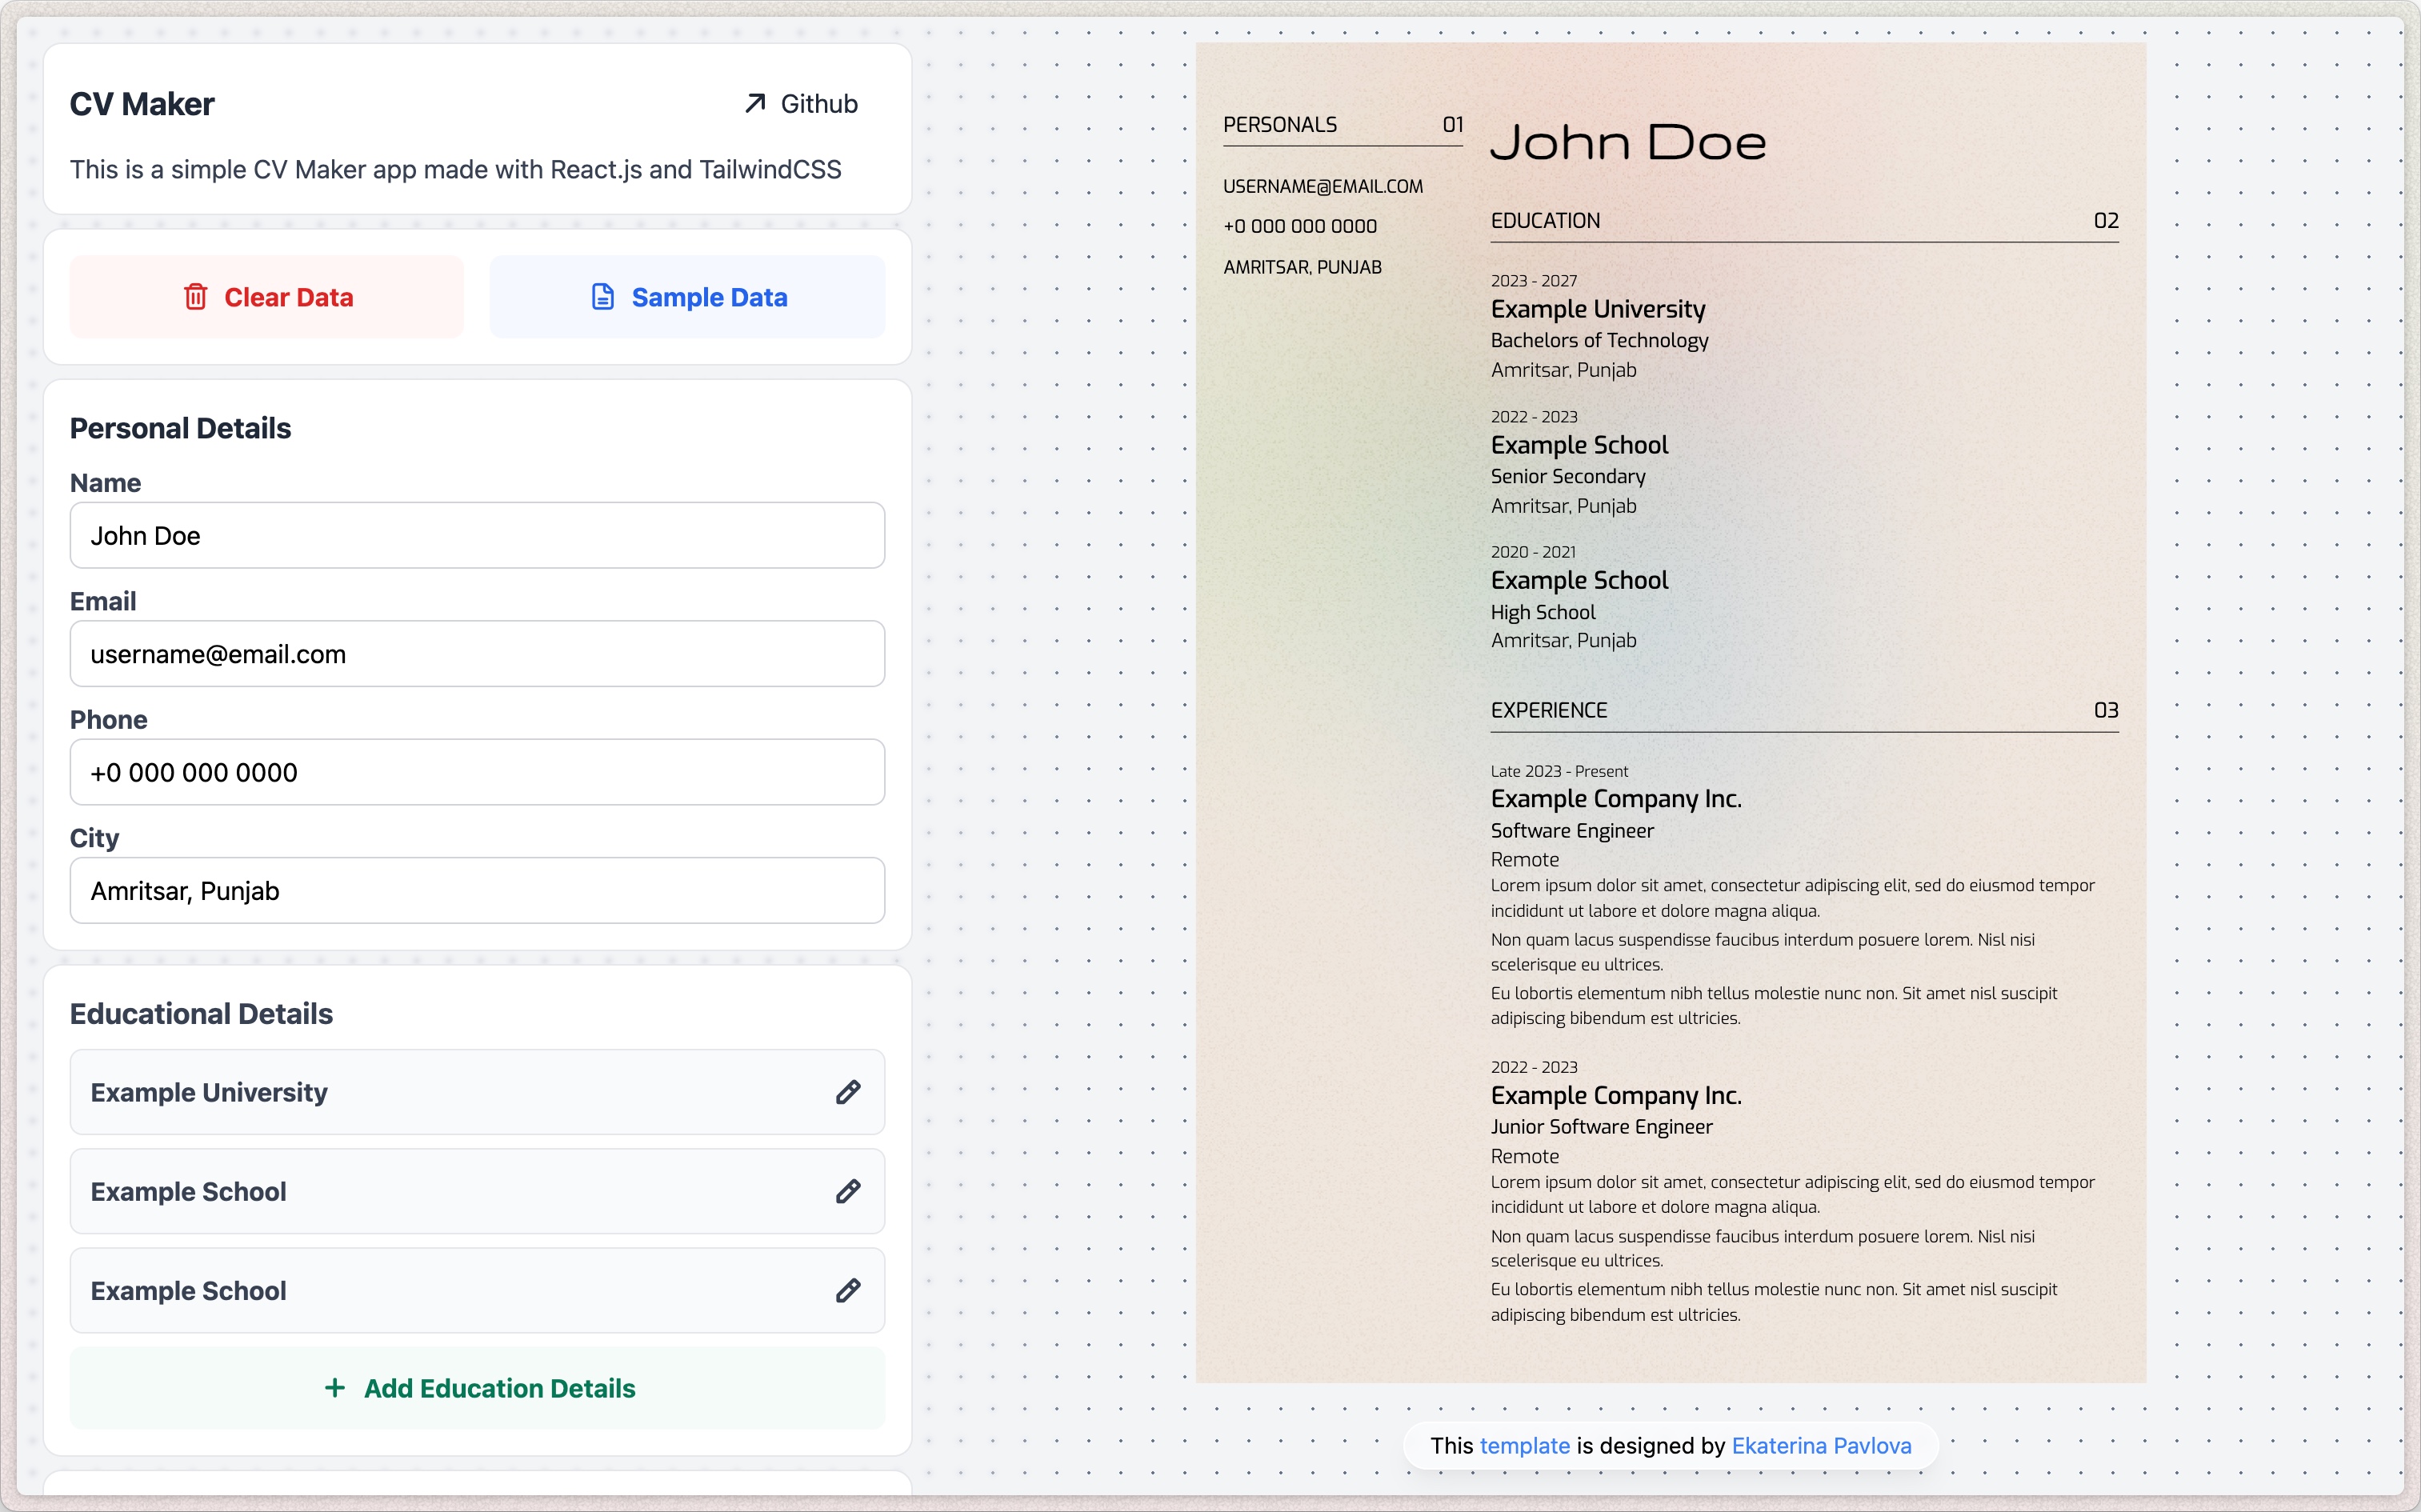 CV Maker
Github
This is a simple CV Maker app made with React.js and TailwindCSS
Clear Data
Sample Data
Personal Details
Name
John Doe
Email
username@email.com
Phone
+0 000 000 0000
City
Amritsar, Punjab
Educational Details
Example University
Example School
Example School
+ Add Education Details
PERSONALS 01
USERNAME@EMAIL.COM
+0 000 000 0000
AMRITSAR, PUNJAB
John Doe
EDUCATION 02
2023 - 2027
Example University
Bachelors of Technology
Amritsar, Punjab
2022 - 2023
Example School
Senior Secondary
Amritsar, Punjab
2020 - 2021
Example School
High School
Amritsar, Punjab
EXPERIENCE 03
Late 2023 - Present
Example Company Inc.
Software Engineer
Remote
Lorem ipsum dolor sit amet, consectetur adipiscing elit, sed do eiusmod tempor
incididunt ut labore et dolore magna aliqua.
Non quam lacus suspendisse faucibus interdum posuere lorem. Nisl nisi
scelerisque eu ultrices.
Eu lobortis elementum nibh tellus molestie nunc non. Sit amet nisl suscipit
adipiscing bibendum est ultricies.
2022 - 2023
Example Company Inc.
Junior Software Engineer
Remote
Lorem ipsum dolor sit amet, consectetur adipiscing elit, sed do eiusmod tempor
incididunt ut labore et dolore magna aliqua.
Non quam lacus suspendisse faucibus interdum posuere lorem. Nisl nisi
scelerisque eu ultrices.
Eu lobortis elementum nibh tellus molestie nunc non. Sit amet nisl suscipit
adipiscing bibendum est ultricies.
This template is designed by Ekaterina Pavlova